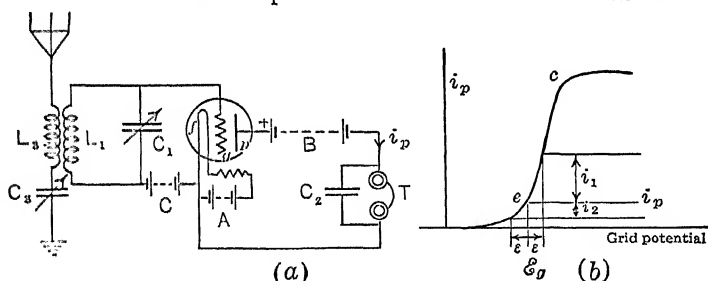 L₃
L₁
C₁
C₃
C
f
g
p
A
+
B
iₚ
C₂
T
(a)
iₚ
c
e
i₁
i₂
iₚ
Grid potential
ε ε
ℰg
(b)